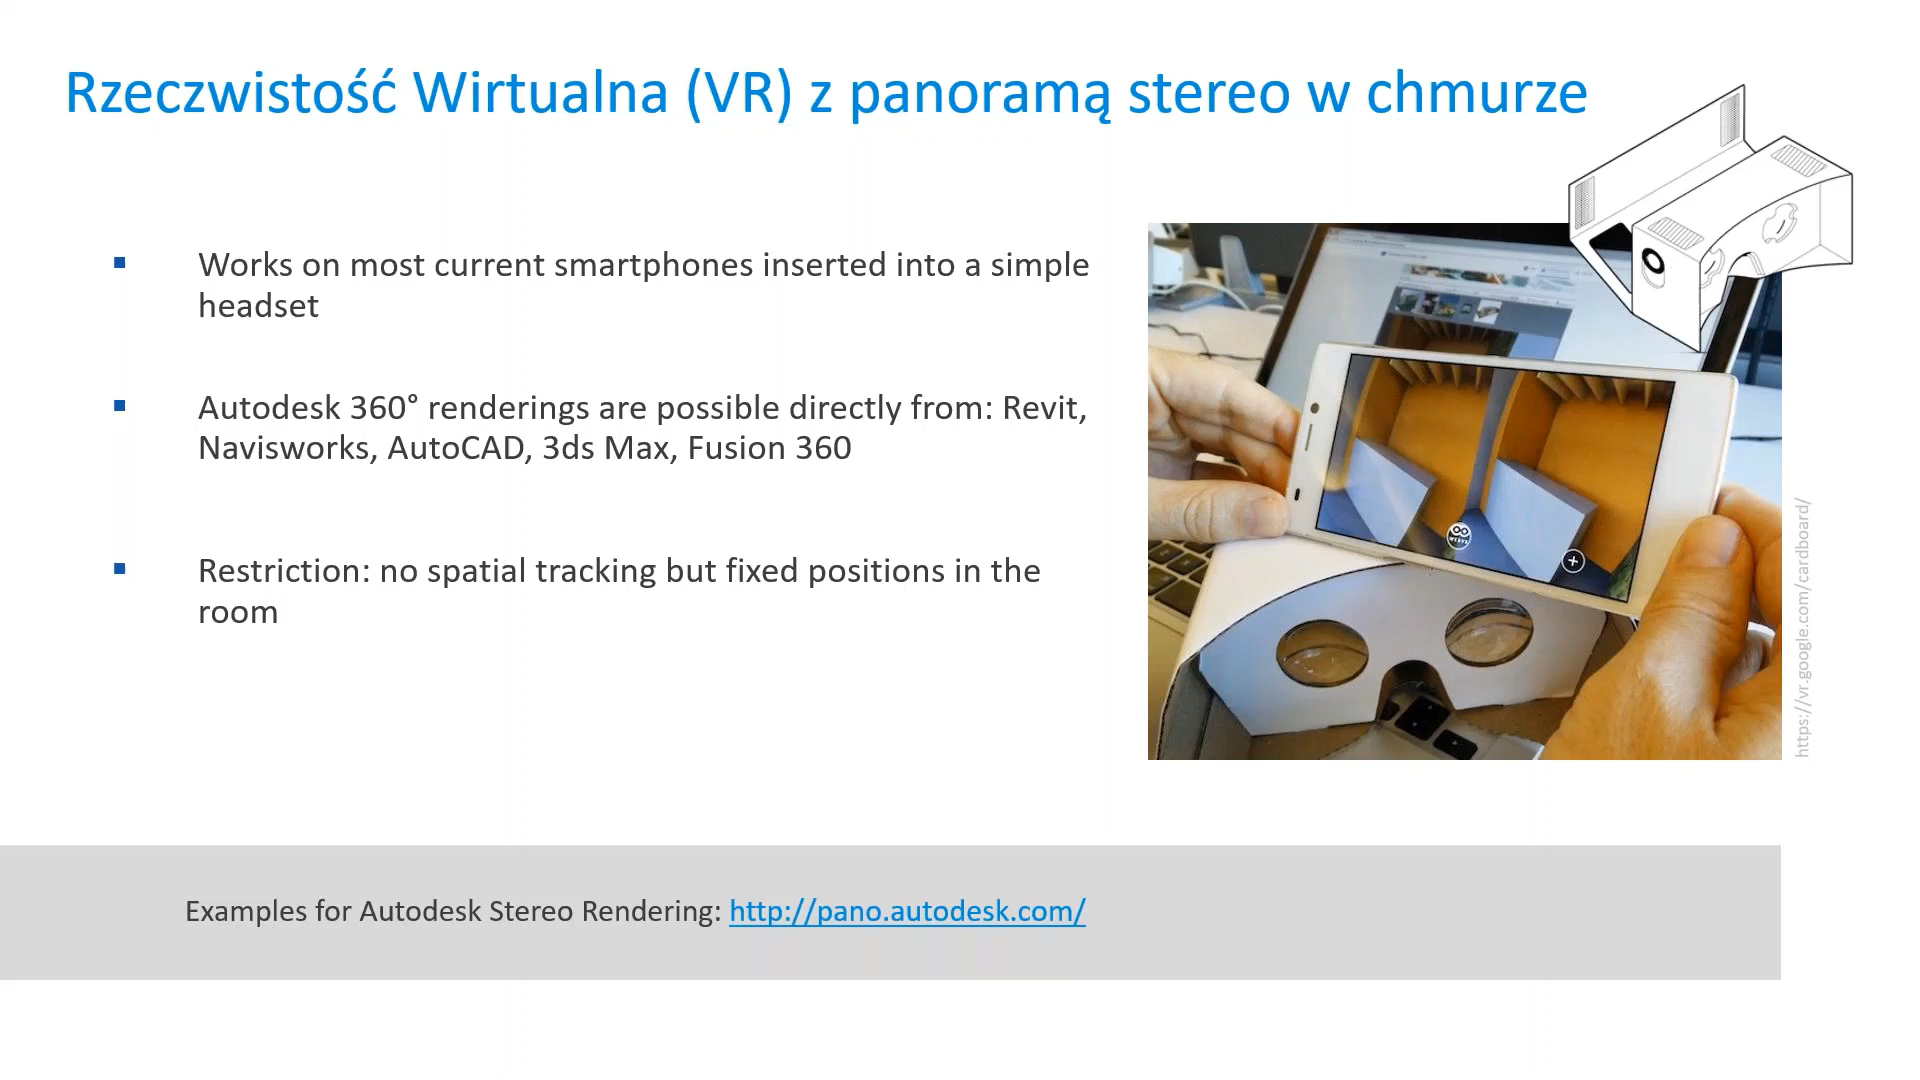 Rzeczwistość Wirtualna (VR) z panoramą stereo w chmurze
Works on most current smartphones inserted into a simple
headset
Autodesk 360° renderings are possible directly from: Revit,
Navisworks, AutoCAD, 3ds Max, Fusion 360
Restriction: no spatial tracking but fixed positions in the
room
https://vr.google.com/cardboard/
Examples for Autodesk Stereo Rendering: http://pano.autodesk.com/